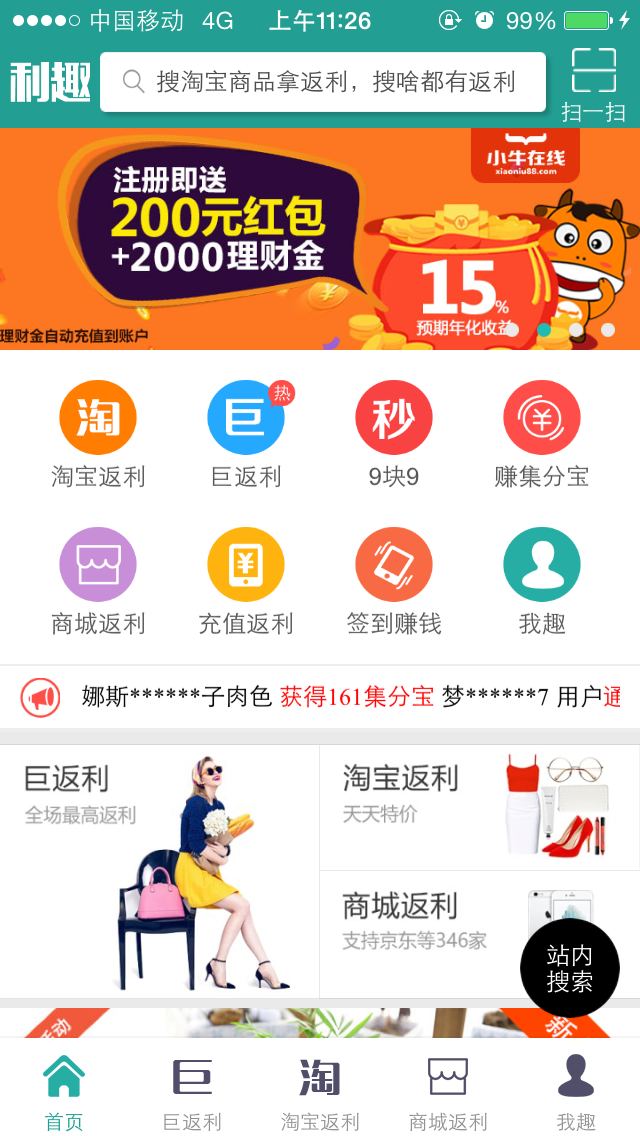 中国移动 4G 上午11:26 99%
利趣
搜淘宝商品拿返利，搜啥都有返利
扫一扫
小牛在线
xiaoniu88.com
注册即送
200元红包
+2000理财金
15%
预期年化收益
理财金自动充值到账户
淘 巨 热 秒
淘宝返利 巨返利 9块9 赚集分宝
商城返利 充值返利 签到赚钱 我趣
娜斯******子肉色 获得161集分宝 梦******7 用户通
巨返利
全场最高返利
淘宝返利
天天特价
商城返利
支持京东等346家
站内
搜索
活动
新
巨 淘
首页 巨返利 淘宝返利 商城返利 我趣